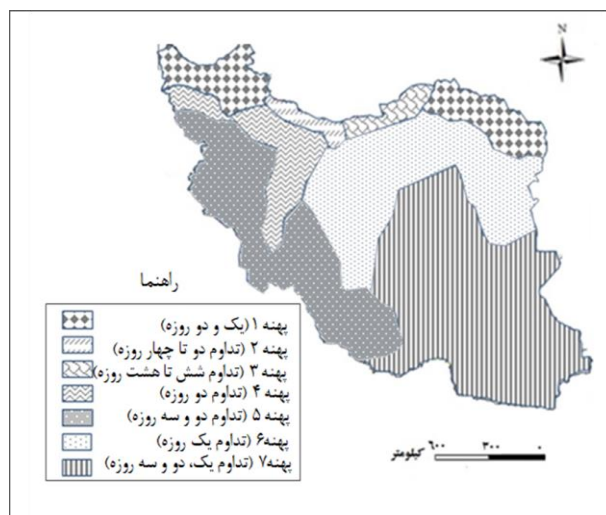 N
راهنما
پهنه ۱ (یک و دو روزه)
پهنه ۲ (تداوم دو تا چهار روزه)
پهنه ۳ (تداوم شش تا هشت روزه)
پهنه ۴ (تداوم دو روزه)
پهنه ۵ (تداوم دو و سه روزه)
پهنه۶ (تداوم یک روزه)
پهنه۷ (تداوم یک، دو و سه روزه)
کیلومتر ۶۰۰ ۳۰۰ ۰